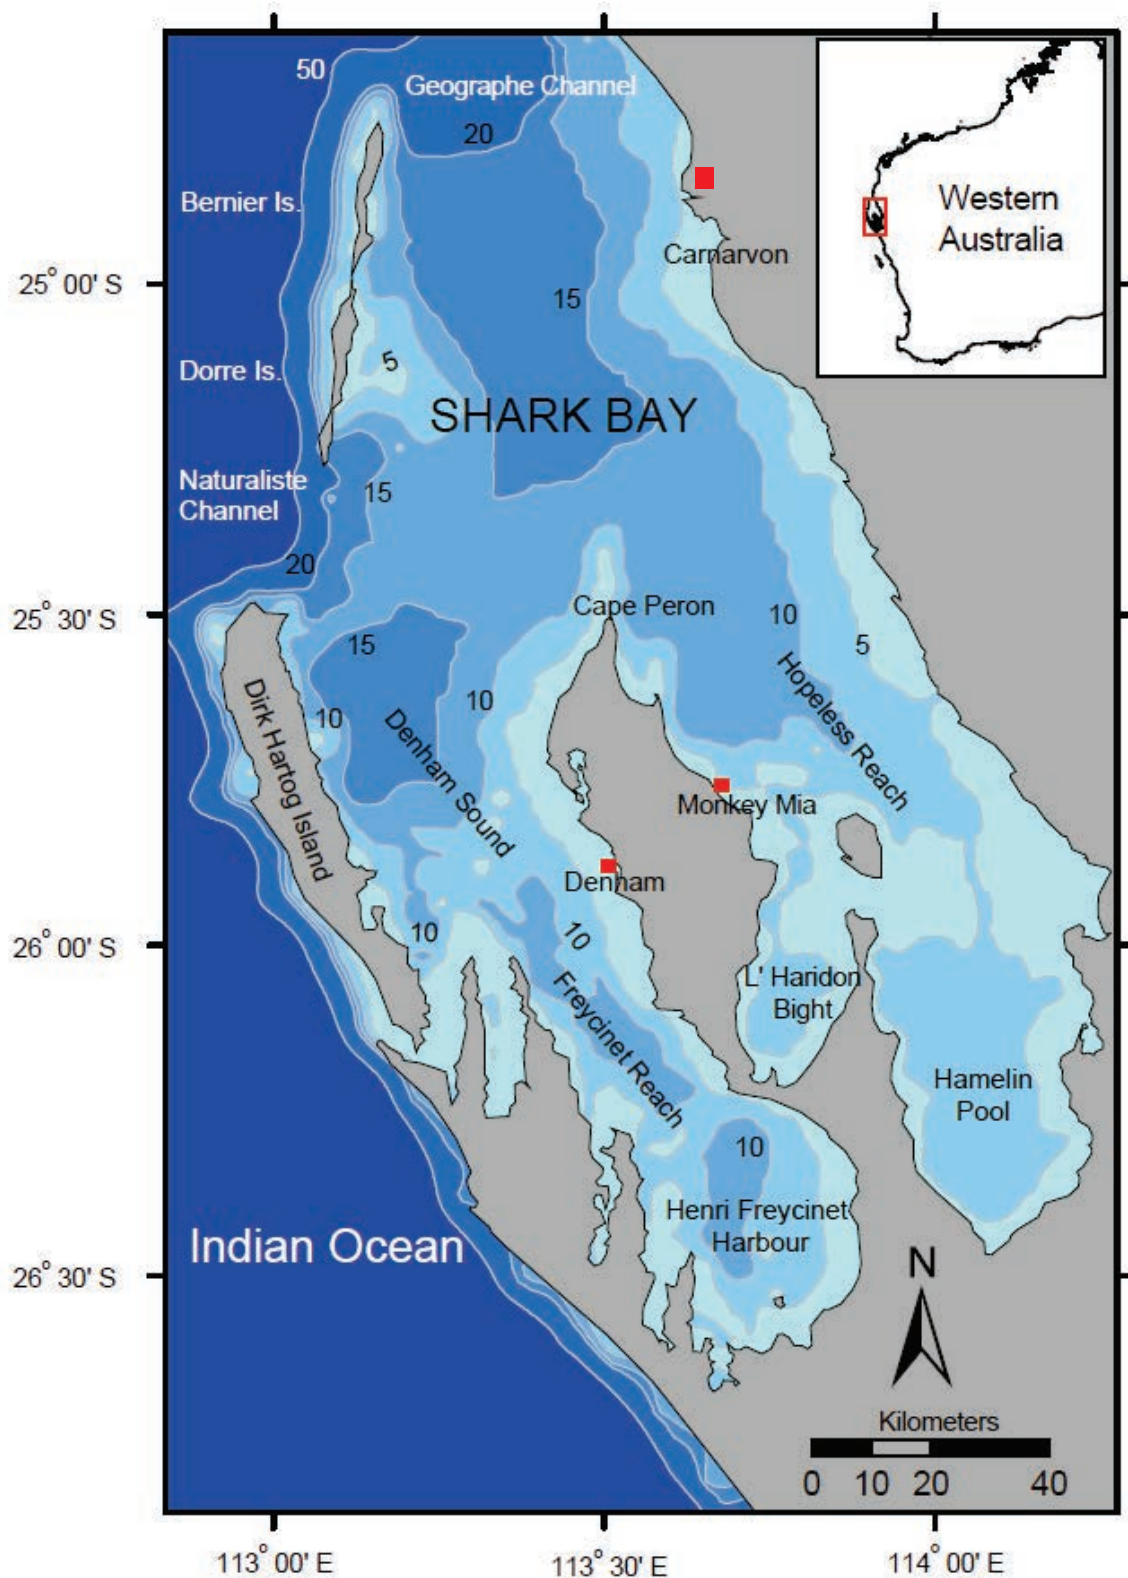 50
Geographe Channel
20
Bernier Is.
Western
Australia
Carnarvon
25° 00' S
15
Dorre Is.
5
SHARK BAY
Naturaliste
Channel
15
20
Cape Peron
25° 30' S
10
15
5
10
10
Hopeless Reach
Dirk Hartog Island
Denham Sound
Monkey Mia
Denham
10
10
26° 00' S
L' Haridon
Bight
Freycinet Reach
Hamelin
Pool
10
Henri Freycinet
Harbour
Indian Ocean
26° 30' S
N
Kilometers
0 10 20 40
113° 00' E
113° 30' E
114° 00' E